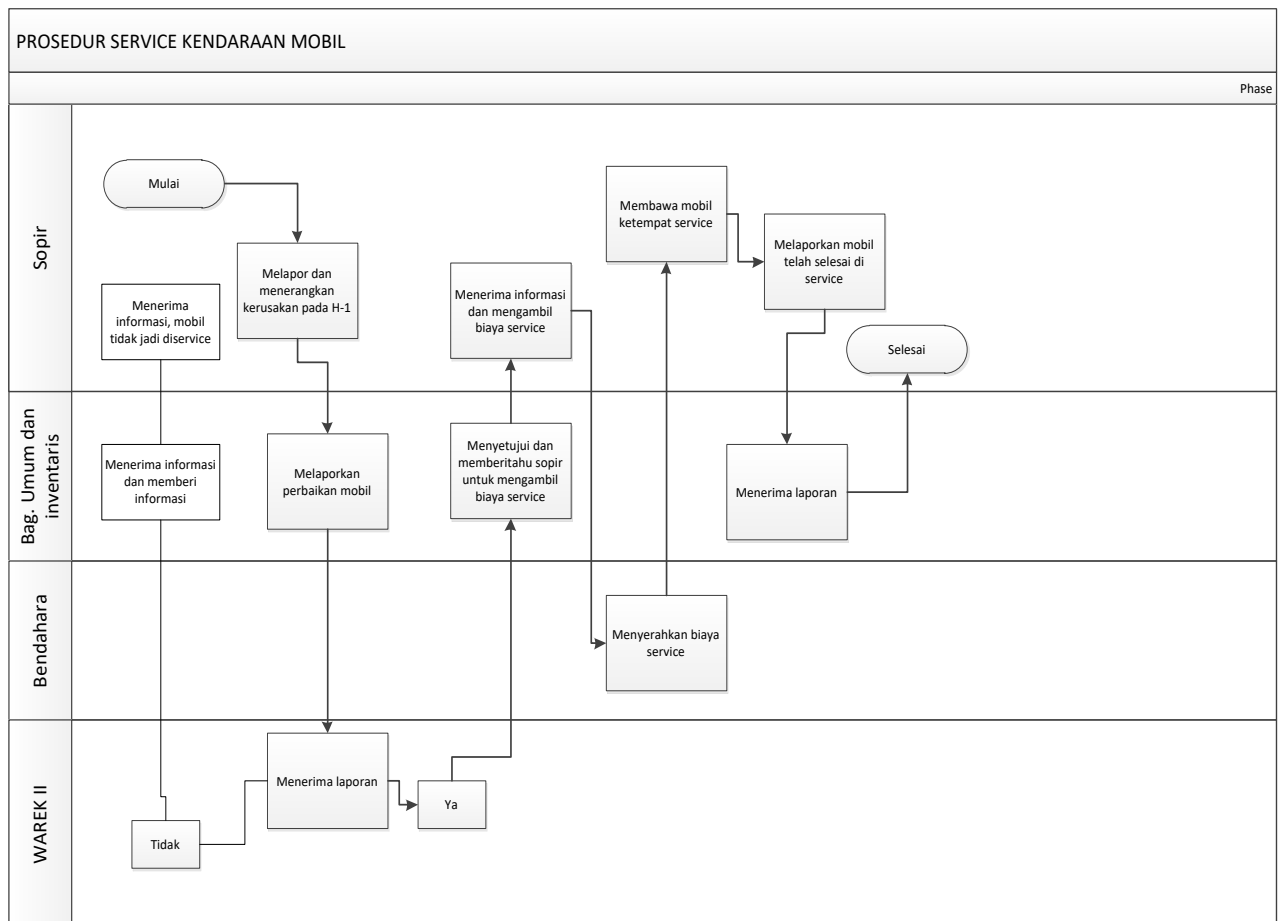 PROSEDUR SERVICE KENDARAAN MOBIL
Phase
Sopir
Mulai
Melapor dan
menerangkan
kerusakan pada H-1
Menerima
informasi, mobil
tidak jadi diservice
Menerima informasi
dan mengambil
biaya service
Membawa mobil
ketempat service
Melaporkan mobil
telah selesai di
service
Selesai
Bag. Umum dan
inventaris
Menerima informasi
dan memberi
informasi
Melaporkan
perbaikan mobil
Menyetujui dan
memberitahu sopir
untuk mengambil
biaya service
Menerima laporan
Bendahara
Menyerahkan biaya
service
WAREK II
Tidak
Menerima laporan
Ya